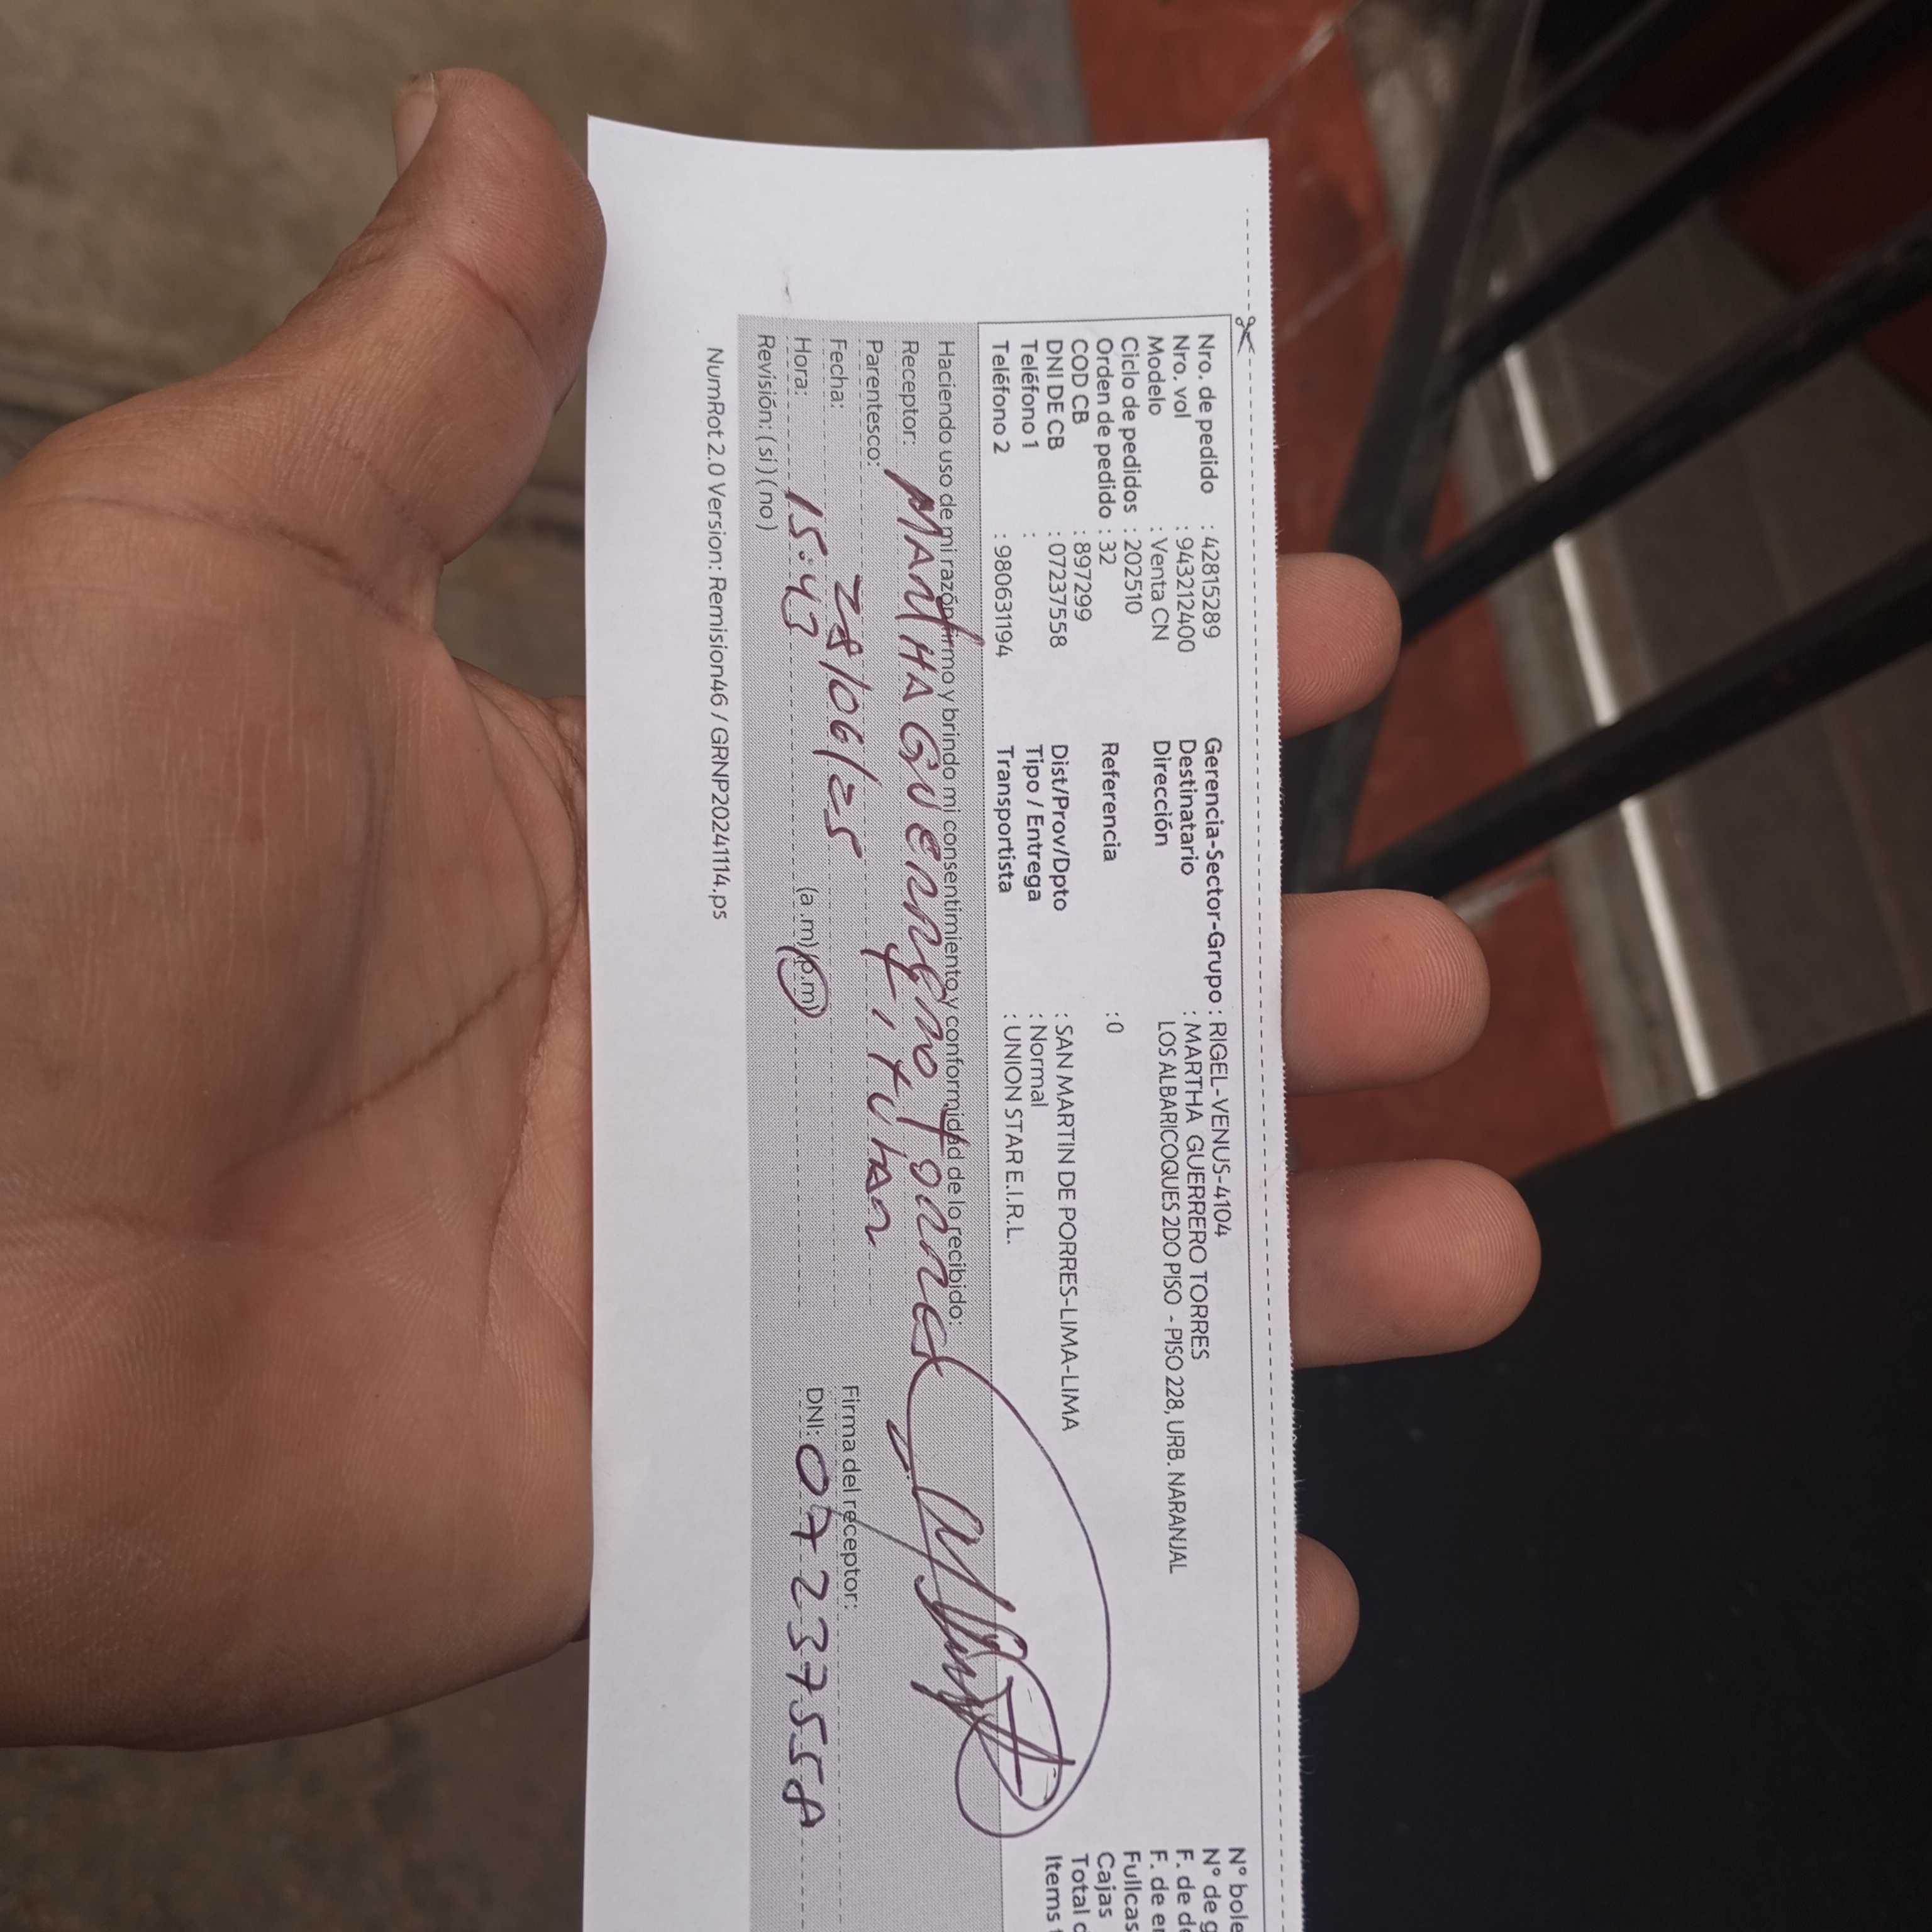 Nro. de pedido : 42815289
Nro. vol : 943212400
Modelo : Venta CN
Ciclo de pedidos : 202510
Orden de pedido : 32
COD CB : 897299
DNI DE CB : 07237558
Teléfono 1 :
Teléfono 2 : 980631194
Gerencia-Sector-Grupo : RIGEL-VENUS-4104
Destinatario : MARTHA GUERRERO TORRES
Dirección LOS ALBARICOQUES 2DO PISO - PISO 228, URB. NARANJAL
Referencia : 0
Dist/Prov/Dpto : SAN MARTIN DE PORRES-LIMA-LIMA
Tipo / Entrega : Normal
Transportista : UNION STAR E.I.R.L.
N° bole
N° de g
F. de de
F. de en
Fullcas
Cajas
Total d
Items
Haciendo uso de mi razón firmo y brindo mi consentimiento y conformidad de lo recibido:
Receptor: MARTHA GUERRERO TORRES
Parentesco: TITULAR
Fecha: 28/06/25
Firma del receptor:
Hora: 15:43 (a .m) (p.m)
DNI: 07237558
Revisión: ( si ) ( no )
NumRot 2.0 Version: Remision46 / GRNP20241114.ps